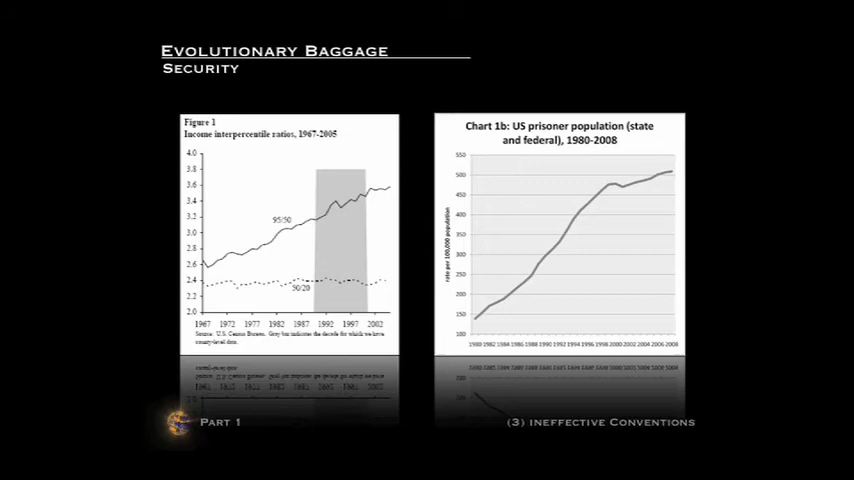 EVOLUTIONARY BAGGAGE
SECURITY
Figure 1
Income interpercentile ratios, 1967-2005
4.0
3.8
3.6
3.4
3.2
3.0
2.8
2.6
2.4
2.2
2.0
95/50
50/20
1967 1972 1977 1982 1987 1992 1997 2002
Source: U.S. Census Bureau. Gray bar indicates the decade for which we have
county-level data.
Chart 1b: US prisoner population (state
and federal), 1980-2008
rate per 100,000 population
550
500
450
400
350
300
250
200
150
100
1980 1982 1984 1986 1988 1990 1992 1994 1996 1998 2000 2002 2004 2006 2008
PART 1
(3) INEFFECTIVE CONVENTIONS